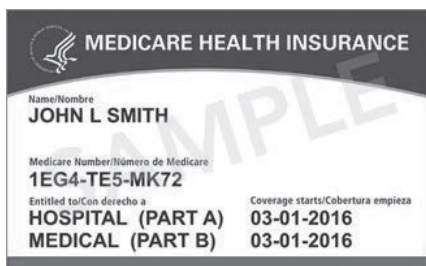 MEDICARE HEALTH INSURANCE
Name/Nombre
JOHN L SMITH
Medicare Number/Número de Medicare
1EG4-TE5-MK72
Entitled to/Con derecho a Coverage starts/Cobertura empieza
HOSPITAL (PART A) 03-01-2016
MEDICAL (PART B) 03-01-2016
SAMPLE